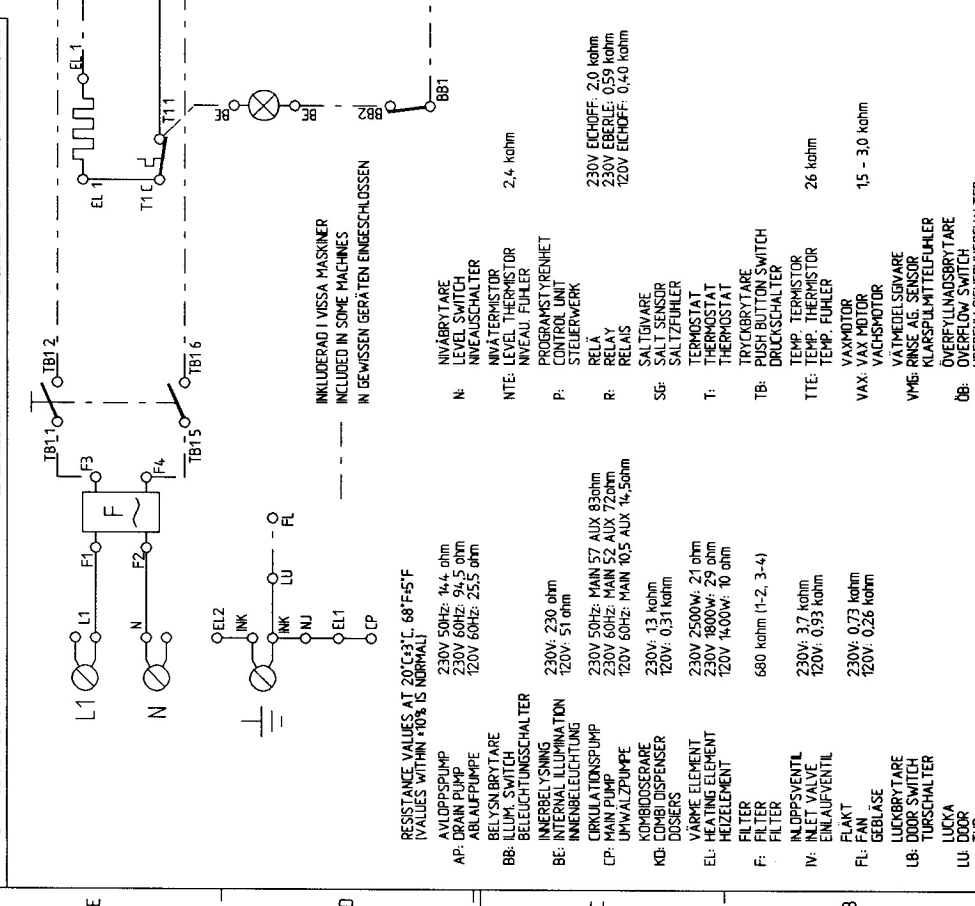 L1
L1
F1
F3
N
N
F2
F4
F
TB1 1
TB1 2
TB1 5
TB1 6
EL 1
EL 1
T1 C
T1 1
BE
BE
BB2
BB1
EL2
INK
INK
NJ
EL1
CP
LU
FL
INKLUDERAD I VISSA MASKINER
INCLUDED IN SOME MACHINES
IN GEWISSEN GERÄTEN EINGESCHLOSSEN
RESISTANCE VALUES AT 20°C±3°C, 68°F±5°F
(VALUES WITHIN ±10% IS NORMAL)
AVLOPPSPUMP 230V 50Hz: 144 ohm
AP: DRAIN PUMP 230V 60Hz: 94,5 ohm
ABLAUFPUMPE 120V 60Hz: 25,5 ohm
BELYSN.BRYTARE
BB: ILLUM. SWITCH
BELEUCHTUNGSCHALTER
INNERBELYSNING 230V: 230 ohm
BE: INTERNAL ILLUMINATION 120V: 51 ohm
INNENBELEUCHTUNG
CIRKULATIONSPUMP 230V 50Hz: MAIN 57 AUX 83ohm
CP: MAIN PUMP 230V 60Hz: MAIN 52 AUX 72ohm
UMWÄLZPUMPE 120V 60Hz: MAIN 10,5 AUX 14,5ohm
KOMBIDOSERARE 230V: 1,3 kohm
KD: COMBIDISPENSER 120V: 0,31 kohm
DOSIERS
VÄRME ELEMENT 230V 2500W: 21 ohm
EL: HEATING ELEMENT 230V 1800W: 29 ohm
HEIZELEMENT 120V 1400W: 10 ohm
FILTER
F: FILTER 680 kohm (1-2, 3-4)
FILTER
INLOPPSVENTIL 230V: 3,7 kohm
IV: INLET VALVE 120V: 0,93 kohm
EINLAUFVENTIL
FLÄKT 230V: 0,73 kohm
FL: FAN 120V: 0,26 kohm
GEBLÄSE
LUCKBRYTARE
LB: DOOR SWITCH
TÜRSCHALTER
LUCKA
LU: DOOR
NIVÅBRYTARE
N: LEVEL SWITCH
NIVEAUSCHALTER
NIVÅTERMISTOR
NTE: LEVEL THERMISTOR 2,4 kohm
NIVEAU. FÜHLER
PROGRAMSTYRENHET
P: CONTROL UNIT
STEUERWERK
RELÄ 230V EICHOFF: 2,0 kohm
R: RELAY 230V EBERLE: 0,59 kohm
RELAIS 120V EICHOFF: 0,40 kohm
SALTGIVARE
SG: SALT SENSOR
SALTZFÜHLER
TERMOSTAT
T: THERMOSTAT
THERMOSTAT
TRYCKBRYTARE
TB: PUSH BUTTON SWITCH
DRUCKSCHALTER
TEMP. TERMISTOR
TTE: TEMP. THERMISTOR 26 kohm
TEMP. FÜHLER
VAXMOTOR
VAX: VAX MOTOR 1,5 - 3,0 kohm
VACHSMOTOR
VÄTMEDELSGIVARE
VMG: RINSE AG. SENSOR
KLARSPÜLMITTELFÜHLER
ÖVERFYLLNADSBRYTARE
ÖB: OVERFLOW SWITCH
E
B